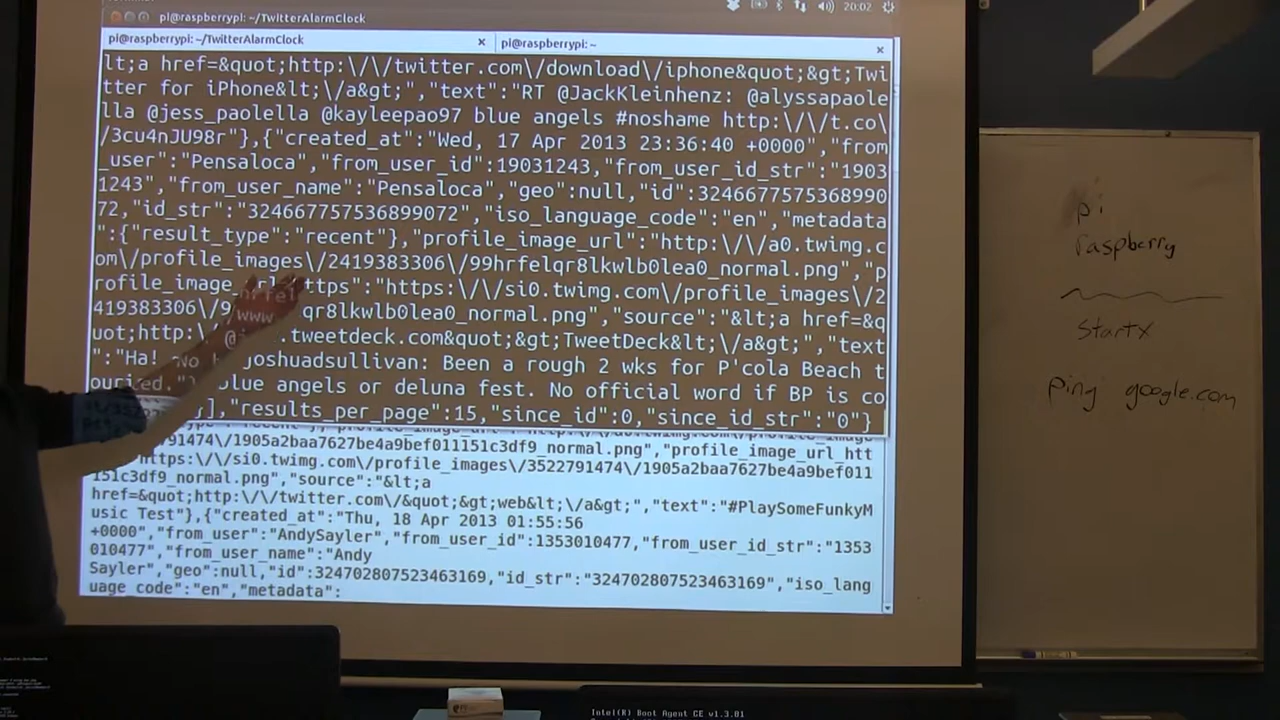 pi@raspberrypi: ~/TwitterAlarmClock
20:02
pi@raspberrypi: ~/TwitterAlarmClock
pi@raspberrypi: ~
lt;a href=&quot;http:\/\/twitter.com\/download\/iphone&quot;&gt;Twi
tter for iPhone&lt;\/a&gt;","text":"RT @JackKleinhenz: @alyssapaole
lla @jess_paolella @kayleepao97 blue angels #noshame http:\/\/t.co\
/3cu4nJU98r"},{"created_at":"Wed, 17 Apr 2013 23:36:40 +0000","from
_user":"Pensaloca","from_user_id":19031243,"from_user_id_str":"1903
1243","from_user_name":"Pensaloca","geo":null,"id":3246677575368990
72,"id_str":"324667757536899072","iso_language_code":"en","metadata
":{"result_type":"recent"},"profile_image_url":"http:\/\/a0.twimg.c
om\/profile_images\/2419383306\/99hrfelqr8lkwlb0lea0_normal.png","p
rofile_image_url_https":"https:\/\/si0.twimg.com\/profile_images\/2
419383306\/9 qr8lkwlb0lea0_normal.png","source":"&lt;a href=&q
uot;http:\/ .tweetdeck.com&quot;&gt;TweetDeck&lt;\/a&gt;","text
":"Ha! No joshuadsullivan: Been a rough 2 wks for P'cola Beach t
ourism. blue angels or deluna fest. No official word if BP is co
],"results_per_page":15,"since_id":0,"since_id_str":"0"}
91474\/1905a2baa7627be4a9bef011151c3df9_normal.png","profile_image_url_htt
https:\/\/si0.twimg.com\/profile_images\/3522791474\/1905a2baa7627be4a9bef011
151c3df9_normal.png","source":"&lt;a
href=&quot;http:\/\/twitter.com\/&quot;&gt;web&lt;\/a&gt;","text":"#PlaySomeFunkyM
usic Test"},{"created_at":"Thu, 18 Apr 2013 01:55:56
+0000","from_user":"AndySayler","from_user_id":1353010477,"from_user_id_str":"1353
010477","from_user_name":"Andy
Sayler","geo":null,"id":324702807523463169,"id_str":"324702807523463169","iso_lang
uage_code":"en","metadata":
pi
raspberry
startx
ping google.com
Intel(R) Boot Agent GE v1.3.81